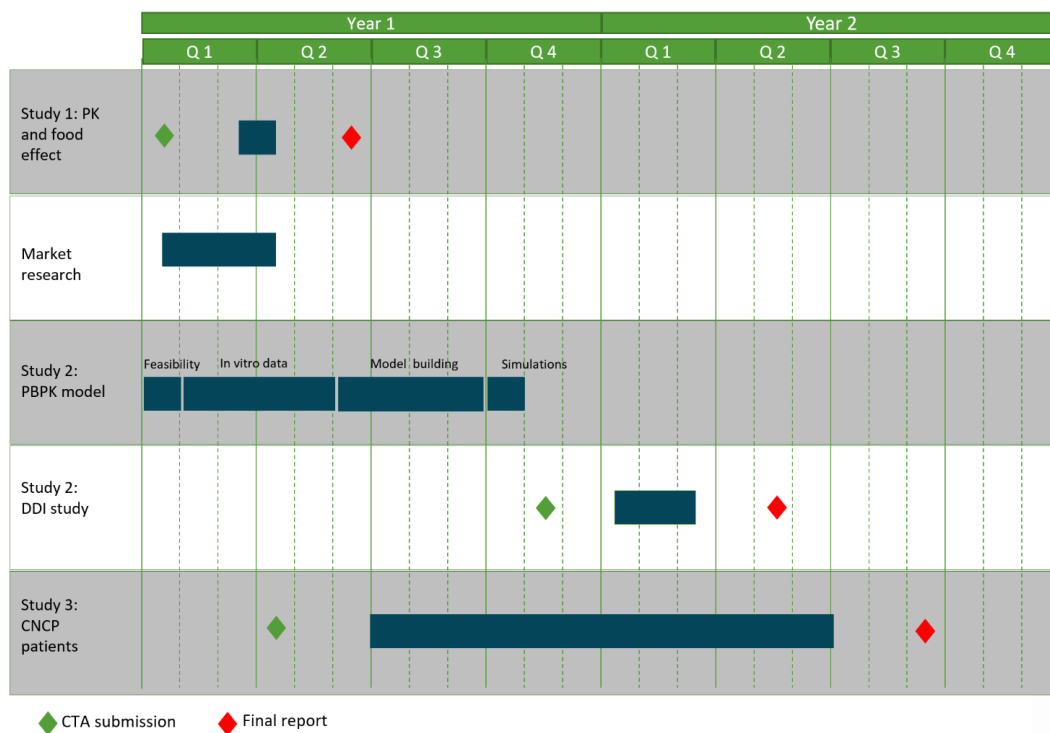 Year 1
Year 2
Q 1
Q 2
Q 3
Q 4
Q 1
Q 2
Q 3
Q 4
Study 1: PK
and food
effect
Market
research
Study 2:
PBPK model
Feasibility
In vitro data
Model building
Simulations
Study 2:
DDI study
Study 3:
CNCP
patients
CTA submission
Final report